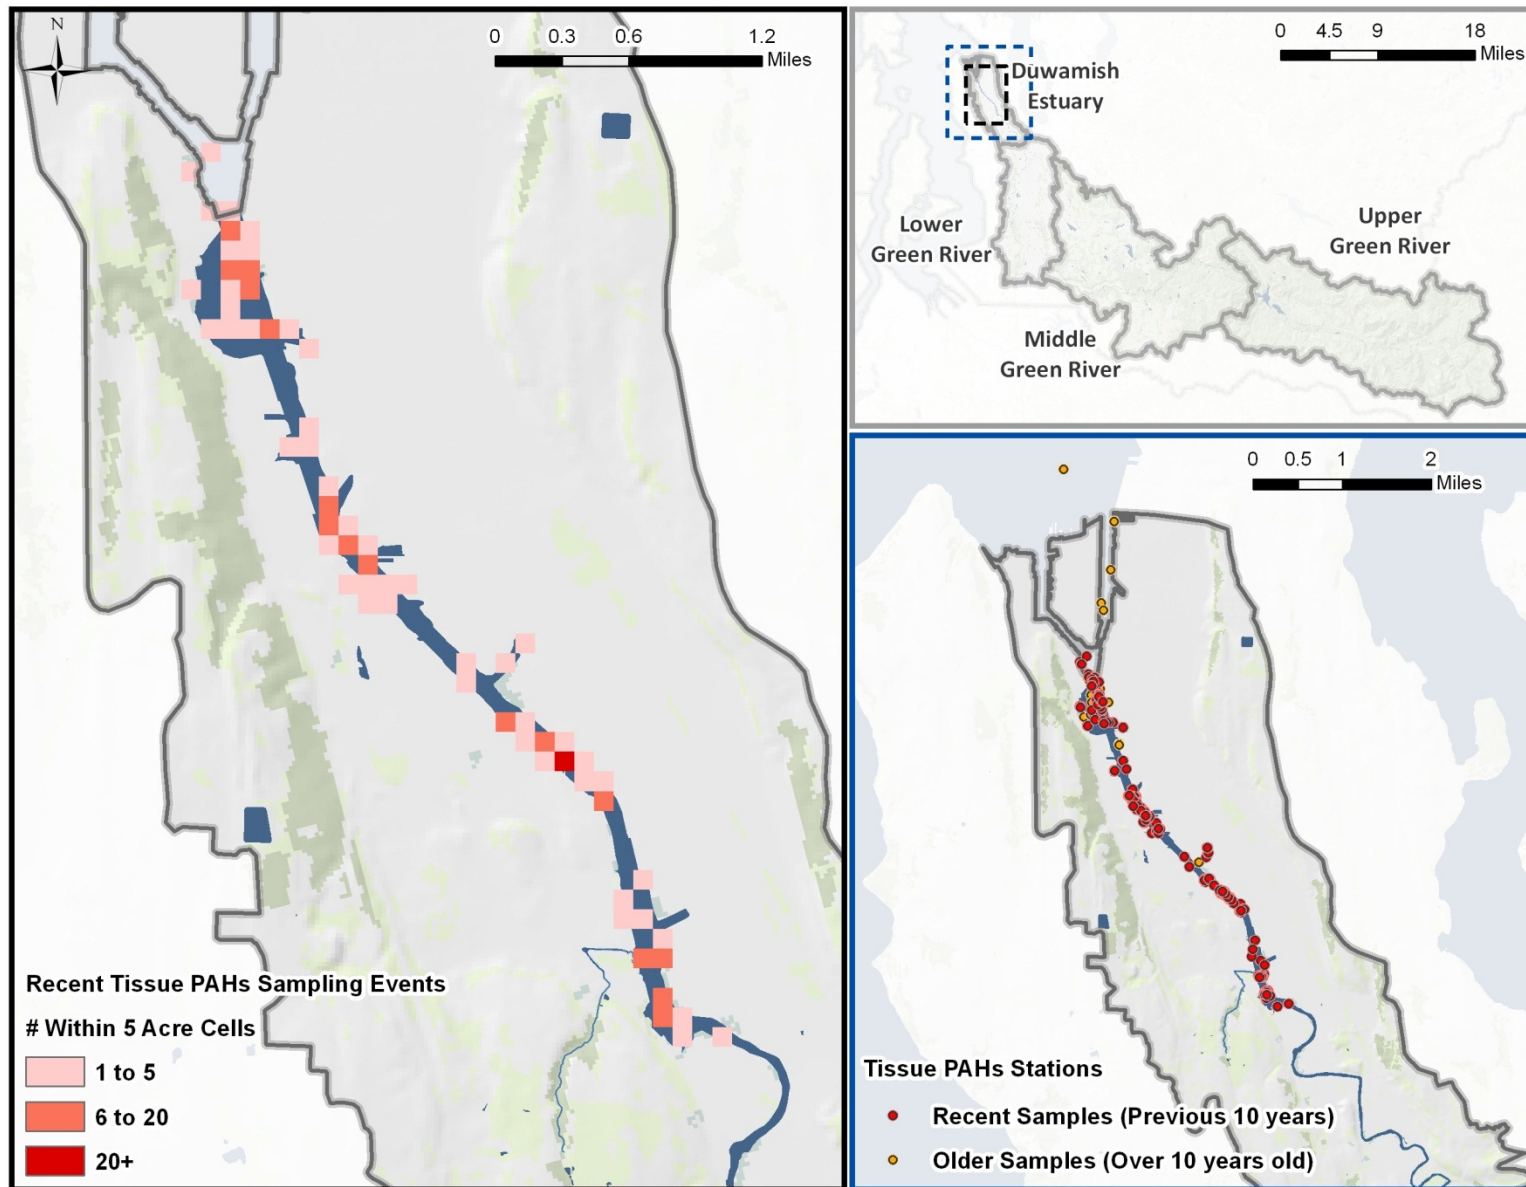 N
0 0.3 0.6 1.2
Miles
Recent Tissue PAHs Sampling Events
# Within 5 Acre Cells
1 to 5
6 to 20
20+
0 4.5 9 18
Miles
Duwamish
Estuary
Lower
Green River
Upper
Green River
Middle
Green River
0 0.5 1 2
Miles
Tissue PAHs Stations
Recent Samples (Previous 10 years)
Older Samples (Over 10 years old)